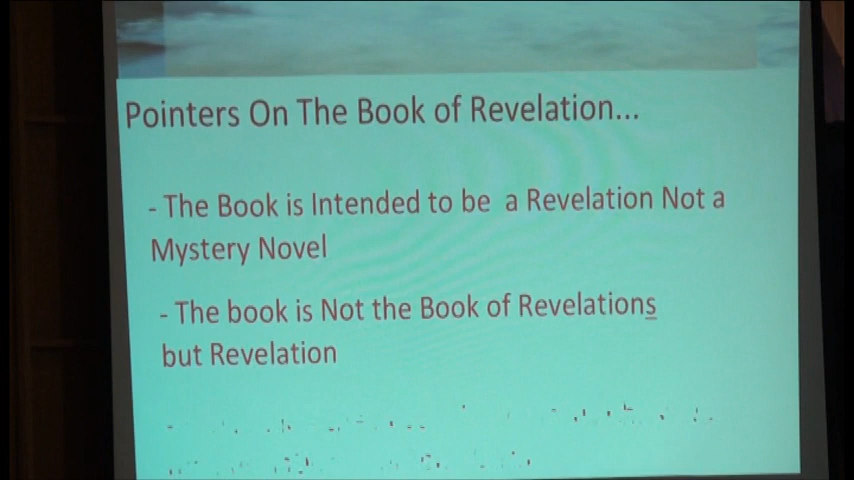 Pointers On The Book of Revelation...
- The Book is Intended to be a Revelation Not a
Mystery Novel
- The book is Not the Book of Revelations
but Revelation